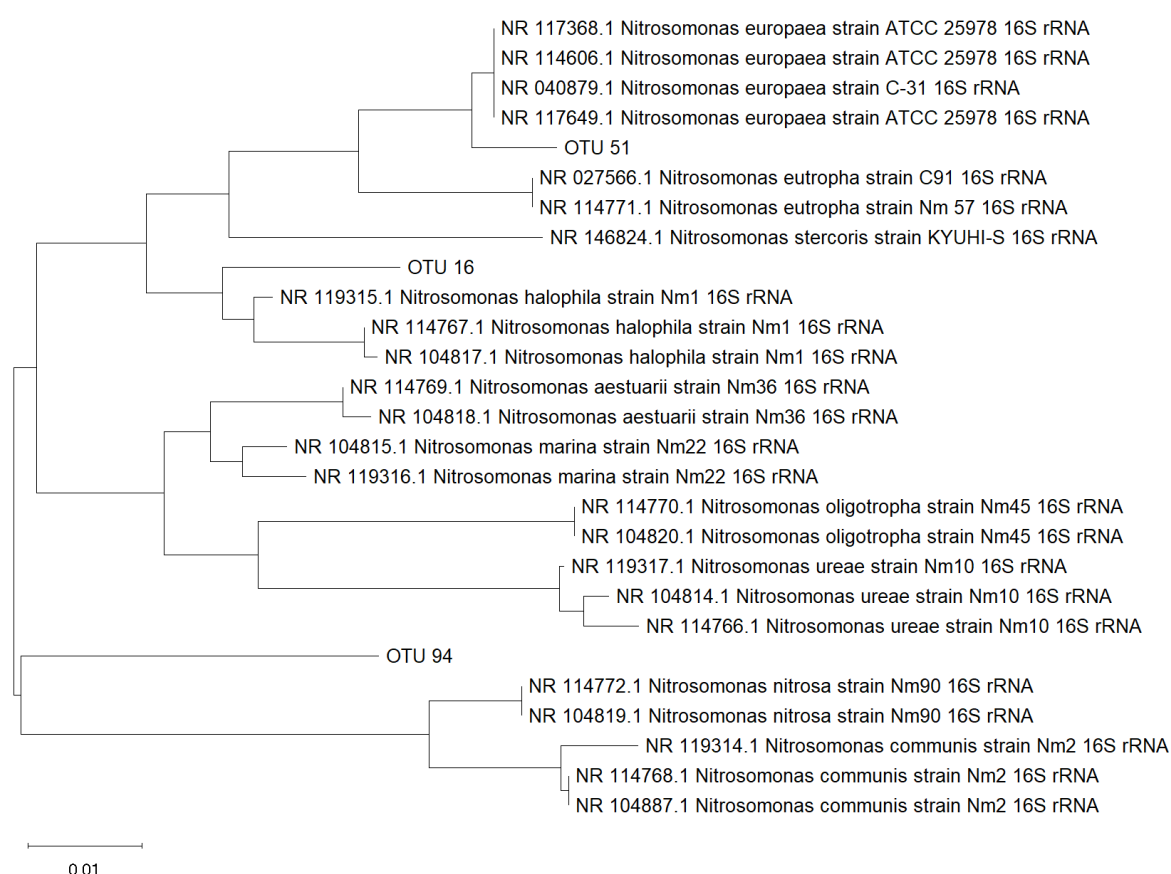 NR 117368.1 Nitrosomonas europaea strain ATCC 25978 16S rRNA
NR 114606.1 Nitrosomonas europaea strain ATCC 25978 16S rRNA
NR 040879.1 Nitrosomonas europaea strain C-31 16S rRNA
NR 117649.1 Nitrosomonas europaea strain ATCC 25978 16S rRNA
OTU 51
NR 027566.1 Nitrosomonas eutropha strain C91 16S rRNA
NR 114771.1 Nitrosomonas eutropha strain Nm 57 16S rRNA
NR 146824.1 Nitrosomonas stercoris strain KYUHI-S 16S rRNA
OTU 16
NR 119315.1 Nitrosomonas halophila strain Nm1 16S rRNA
NR 114767.1 Nitrosomonas halophila strain Nm1 16S rRNA
NR 104817.1 Nitrosomonas halophila strain Nm1 16S rRNA
NR 114769.1 Nitrosomonas aestuarii strain Nm36 16S rRNA
NR 104818.1 Nitrosomonas aestuarii strain Nm36 16S rRNA
NR 104815.1 Nitrosomonas marina strain Nm22 16S rRNA
NR 119316.1 Nitrosomonas marina strain Nm22 16S rRNA
NR 114770.1 Nitrosomonas oligotropha strain Nm45 16S rRNA
NR 104820.1 Nitrosomonas oligotropha strain Nm45 16S rRNA
NR 119317.1 Nitrosomonas ureae strain Nm10 16S rRNA
NR 104814.1 Nitrosomonas ureae strain Nm10 16S rRNA
NR 114766.1 Nitrosomonas ureae strain Nm10 16S rRNA
OTU 94
NR 114772.1 Nitrosomonas nitrosa strain Nm90 16S rRNA
NR 104819.1 Nitrosomonas nitrosa strain Nm90 16S rRNA
NR 119314.1 Nitrosomonas communis strain Nm2 16S rRNA
NR 114768.1 Nitrosomonas communis strain Nm2 16S rRNA
NR 104887.1 Nitrosomonas communis strain Nm2 16S rRNA
0.01